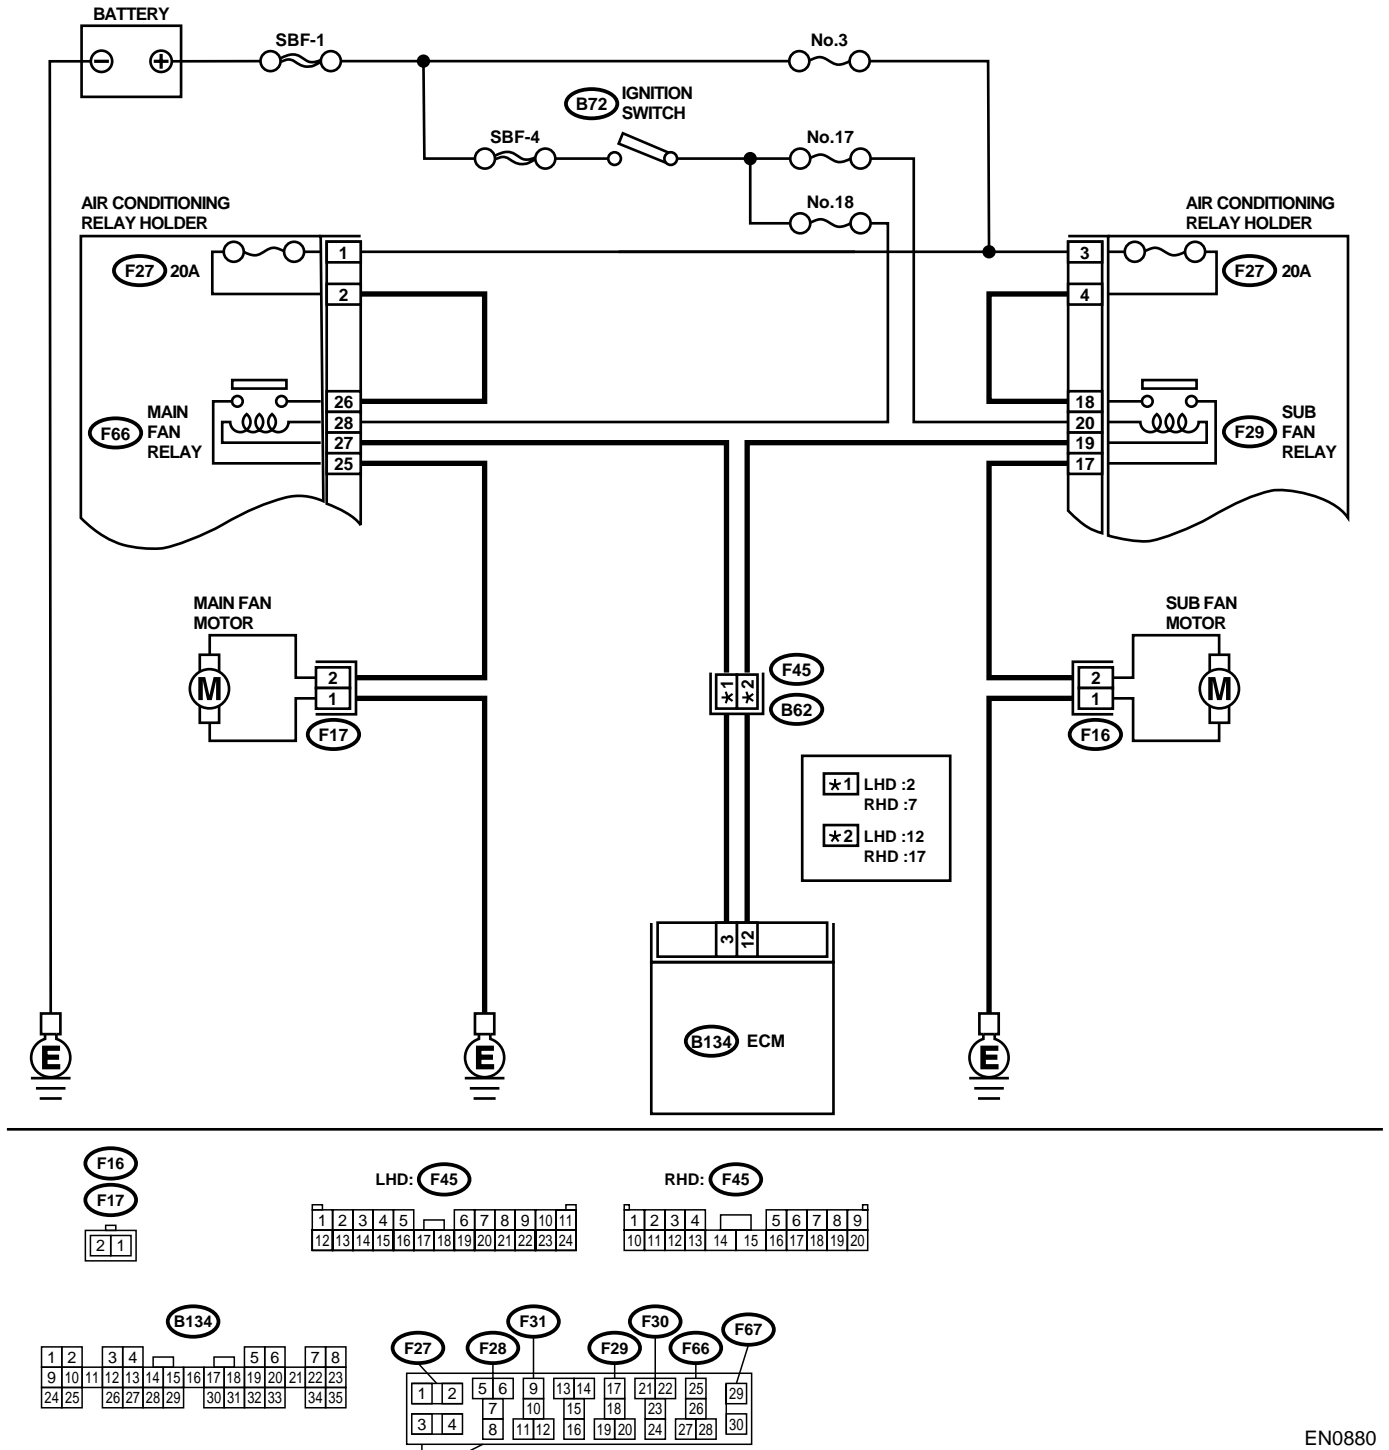 BATTERY
SBF-1
No.3
B72 IGNITION
SWITCH
SBF-4
No.17
No.18
AIR CONDITIONING
RELAY HOLDER
AIR CONDITIONING
RELAY HOLDER
F27 20A
1
2
3
4
F27 20A
F66
MAIN
FAN
RELAY
26
28
27
25
18
20
19
17
F29
SUB
FAN
RELAY
MAIN FAN
MOTOR
SUB FAN
MOTOR
M
2
1
F17
*1 *2
F45
B62
2
1
F16
M
*1 LHD :2
RHD :7
*2 LHD :12
RHD :17
3 12
B134 ECM
E
E
E
F16
F17
2 1
LHD: F45
1 2 3 4 5 6 7 8 9 10 11
12 13 14 15 16 17 18 19 20 21 22 23 24
RHD: F45
1 2 3 4 5 6 7 8 9
10 11 12 13 14 15 16 17 18 19 20
B134
1 2 3 4 5 6 7 8
9 10 11 12 13 14 15 16 17 18 19 20 21 22 23
24 25 26 27 28 29 30 31 32 33 34 35
F27 F28 F31 F29 F30 F66 F67
1 2 5 6 9 13 14 17 21 22 25 29
7 10 15 18 23 26
3 4 8 11 12 16 19 20 24 27 28 30
EN0880